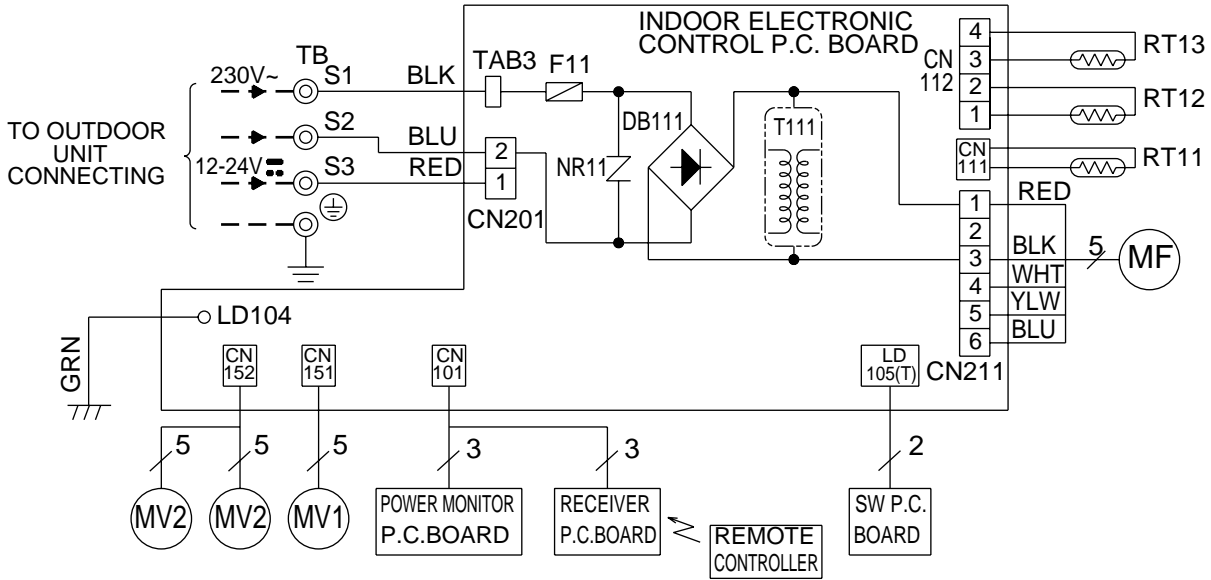 INDOOR ELECTRONIC
CONTROL P.C. BOARD
TO OUTDOOR
UNIT
CONNECTING
230V~
12-24V
TB
S1
S2
S3
BLK
BLU
RED
TAB3
F11
2
1
CN201
NR11
DB111
T111
CN
112
4
3
2
1
RT13
RT12
CN
111
RT11
1
2
3
4
5
6
CN211
RED
BLK
WHT
YLW
BLU
5
MF
LD104
GRN
CN
152
CN
151
CN
101
LD
105(T)
5
5
5
3
3
2
MV2
MV2
MV1
POWER MONITOR
P.C.BOARD
RECEIVER
P.C.BOARD
REMOTE
CONTROLLER
SW P.C.
BOARD